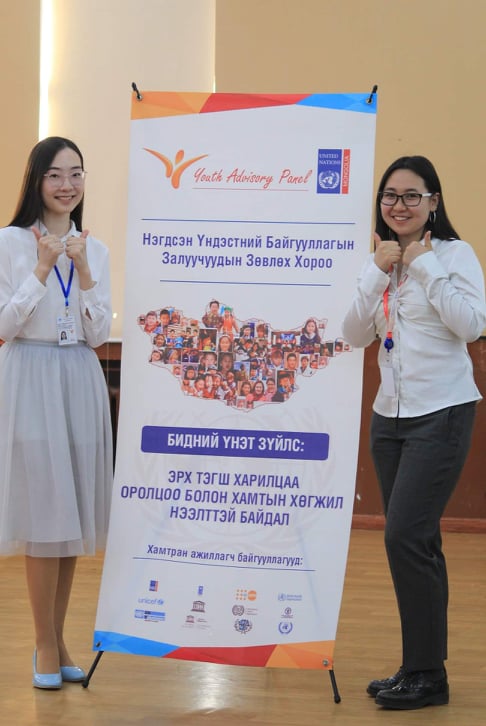 Youth Advisory Panel
UNITED
NATIONS
MONGOLIA
Нэгдсэн Үндэстний Байгууллагын
Залуучуудын Зөвлөх Хороо
БИДНИЙ ҮНЭТ ЗҮЙЛС:
ЭРХ ТЭГШ ХАРИЛЦАА
ОРОЛЦОО БОЛОН ХАМТЫН ХӨГЖИЛ
НЭЭЛТТЭЙ БАЙДАЛ
Хамтран ажиллагч байгууллагууд:
unicef